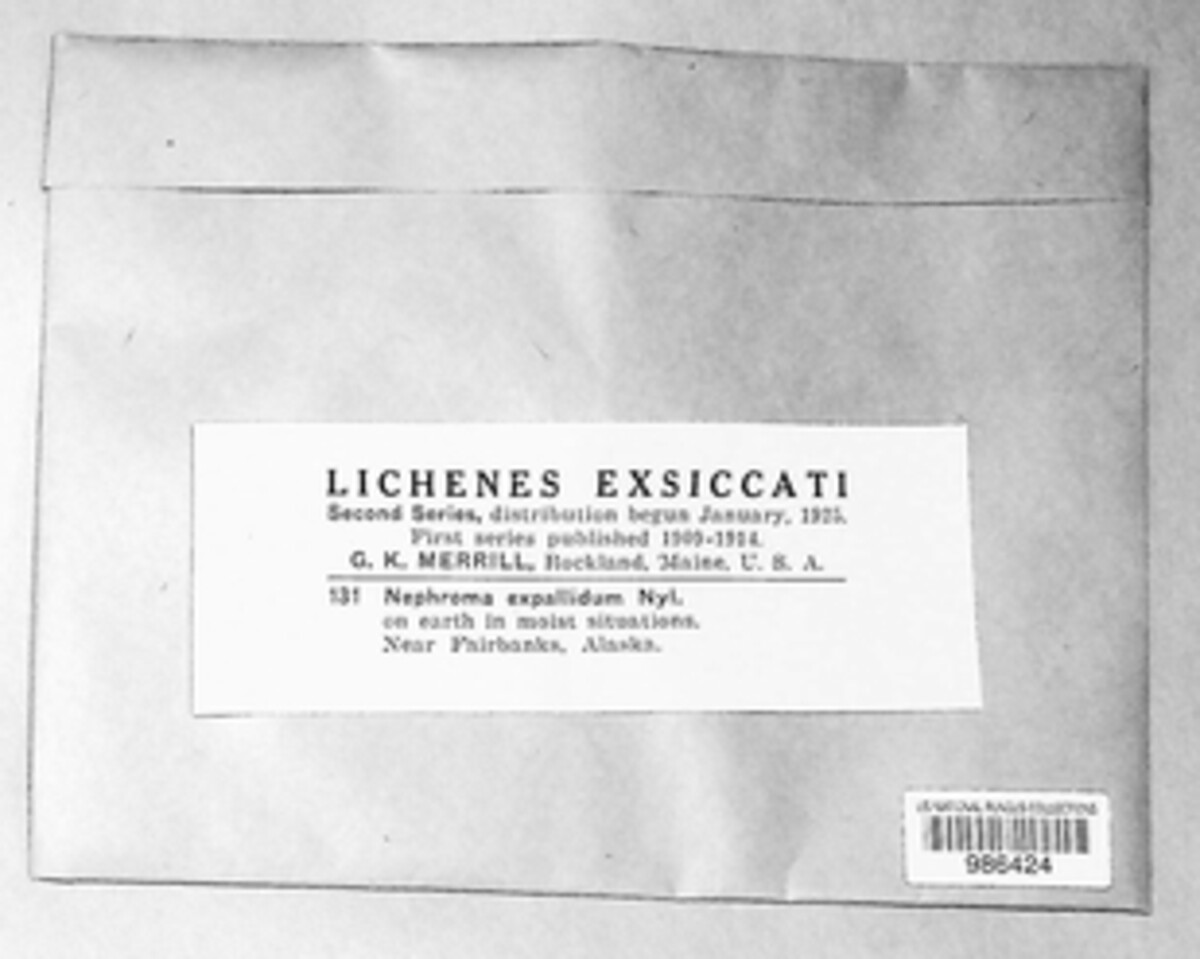 LICHENES EXSICCATI
Second Series, distribution begun January, 1925.
First series published 1909-1914.
G. K. MERRILL, Rockland, Maine, U. S. A.
131 Nephroma expallidum Nyl.
on earth in moist situations.
Near Fairbanks, Alaska.
986424